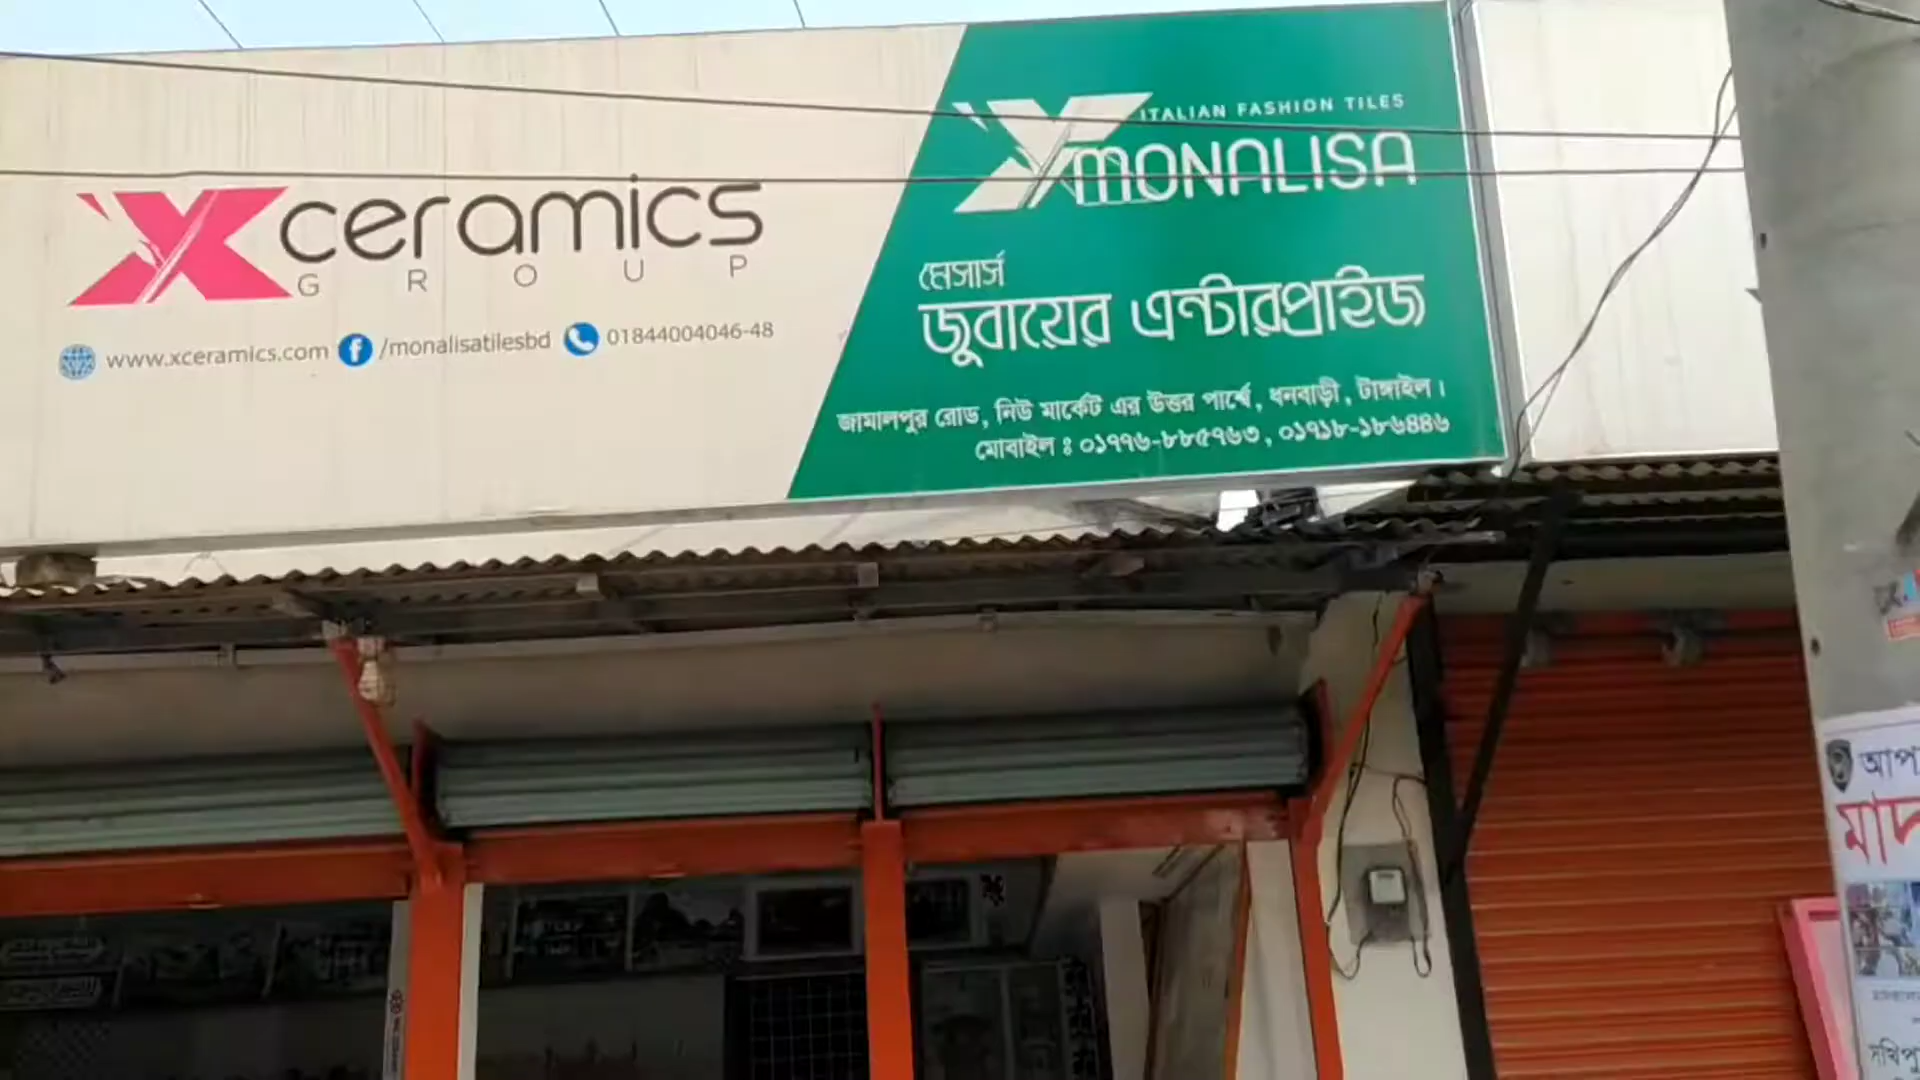 Xceramics
GROUP
www.xceramics.com /monalisatilesbd 01844004046-48
ITALIAN FASHION TILES
X MONALISA
মেসার্স
জুবায়ের এন্টারপ্রাইজ
জামালপুর রোড, নিউ মার্কেট এর উত্তর পার্শ্বে, ধনবাড়ী, টাঙ্গাইল।
মোবাইল ঃ ০১৭৭৬-৮৮৫৭৬৩, ০১৭১৮-১৮৬৪৪৬